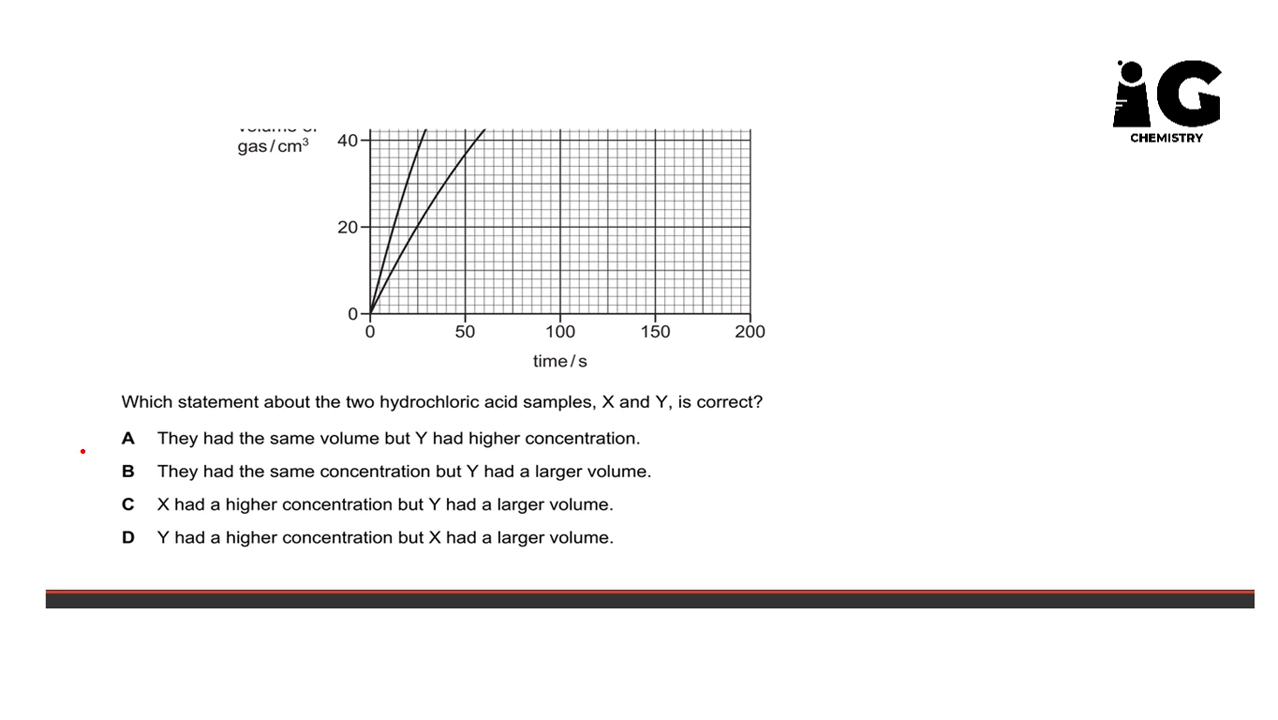 iG
CHEMISTRY
gas/cm³
40
20
0
0 50 100 150 200
time/s
Which statement about the two hydrochloric acid samples, X and Y, is correct?
A They had the same volume but Y had higher concentration.
B They had the same concentration but Y had a larger volume.
C X had a higher concentration but Y had a larger volume.
D Y had a higher concentration but X had a larger volume.